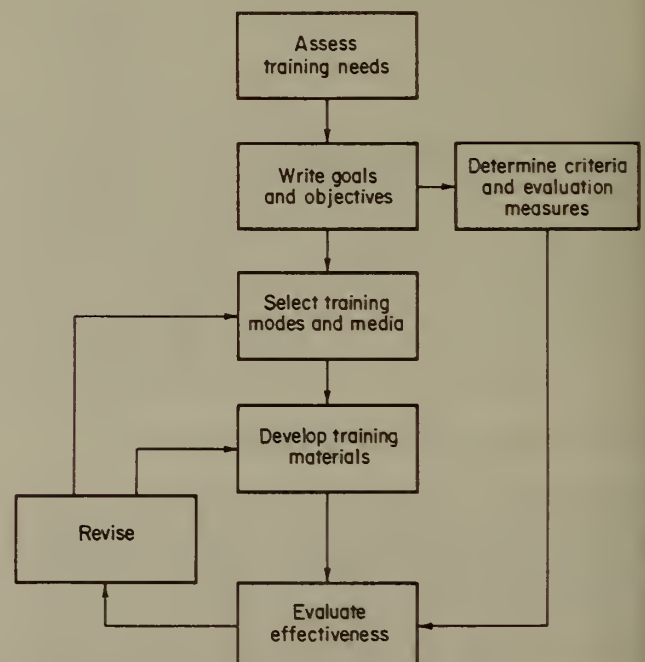 Assess
training needs
Write goals
and objectives
Determine criteria
and evaluation
measures
Select training
modes and media
Develop training
materials
Revise
Evaluate
effectiveness